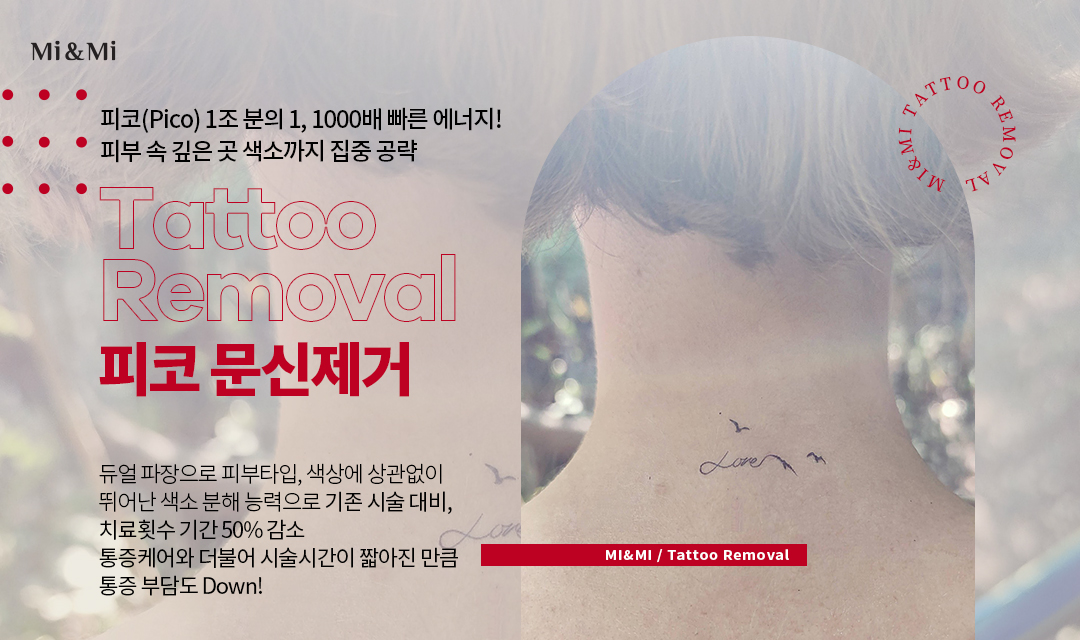 Mi&Mi
피코(Pico) 1조 분의 1, 1000배 빠른 에너지!
피부 속 깊은 곳 색소까지 집중 공략
Tattoo
Removal
피코 문신제거
듀얼 파장으로 피부타입, 색상에 상관없이
뛰어난 색소 분해 능력으로 기존 시술 대비,
치료횟수 기간 50% 감소
통증케어와 더불어 시술시간이 짧아진 만큼
통증 부담도 Down!
MI&MI TATTOO REMOVAL
Love
Love
MI&MI / Tattoo Removal